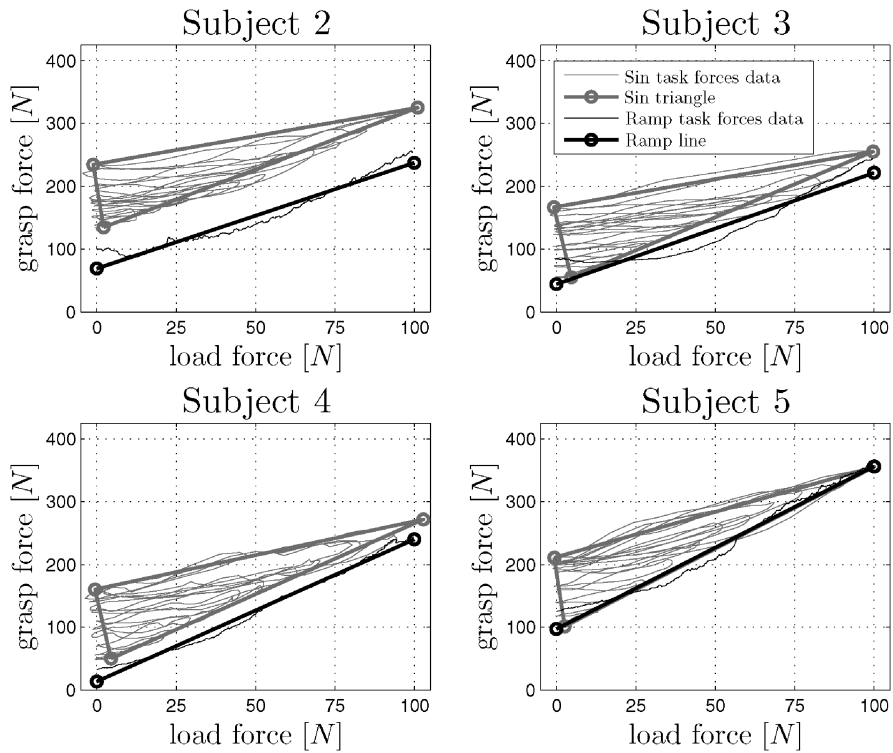 Subject 2
400
300
200
100
0
grasp force [N]
0 25 50 75 100
load force [N]
Subject 3
400
300
200
100
0
grasp force [N]
Sin task forces data
Sin triangle
Ramp task forces data
Ramp line
0 25 50 75 100
load force [N]
Subject 4
400
300
200
100
0
grasp force [N]
0 25 50 75 100
load force [N]
Subject 5
400
300
200
100
0
grasp force [N]
0 25 50 75 100
load force [N]